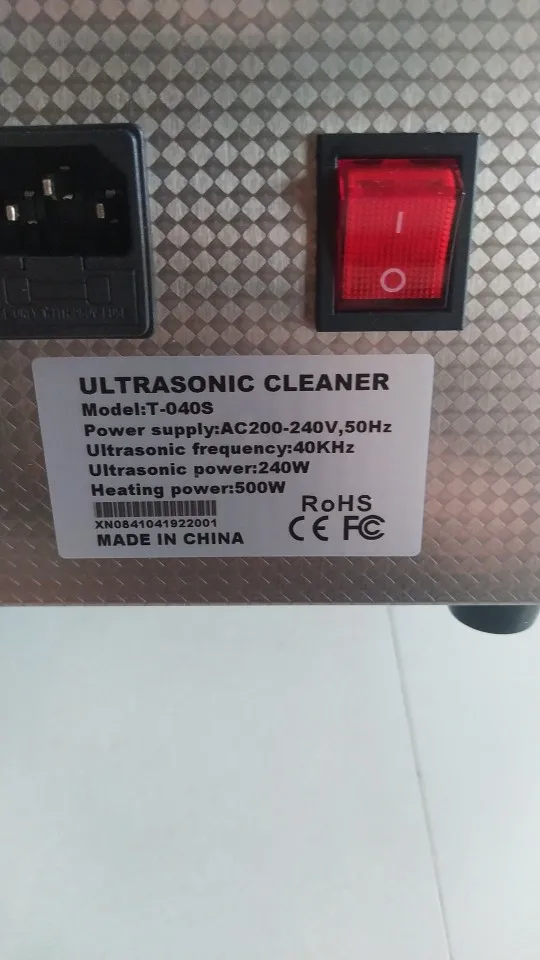 ULTRASONIC CLEANER
Model:T-040S
Power supply:AC200-240V,50Hz
Ultrasonic frequency:40KHz
Ultrasonic power:240W
Heating power:500W
RoHS
XN0841041922001
CE FC
MADE IN CHINA